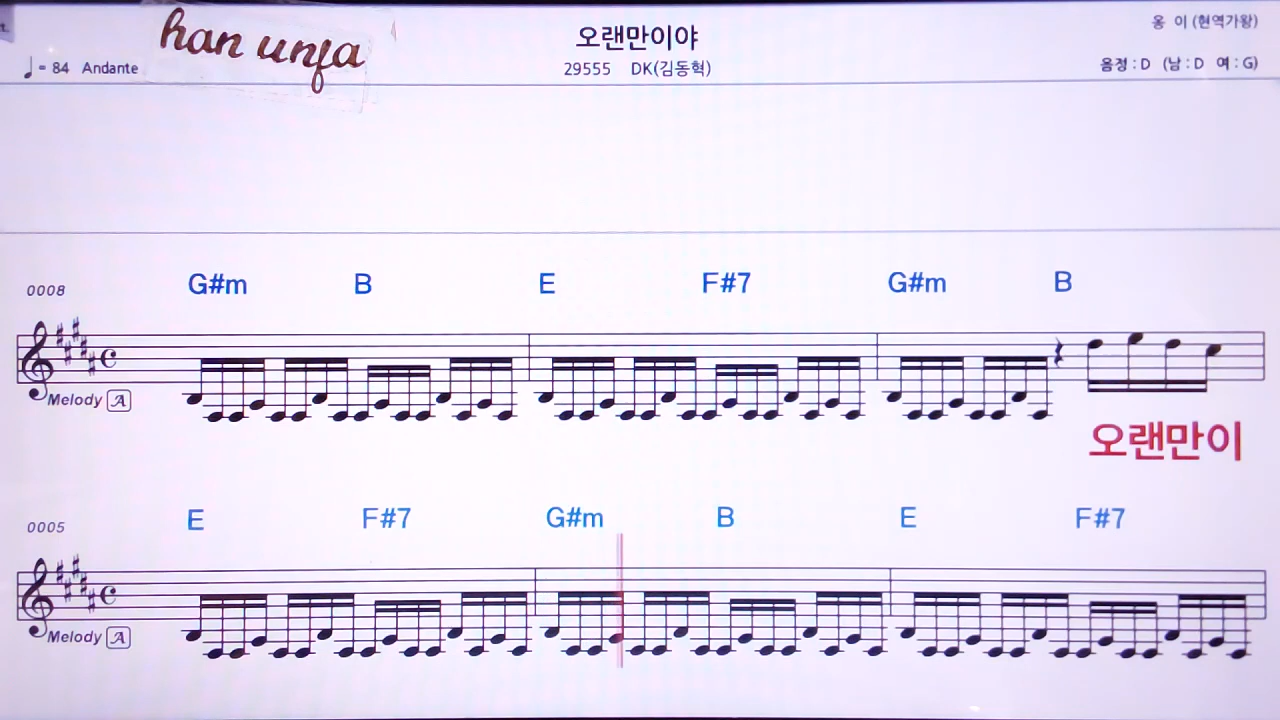 han unfa
오랜만이야
웅 이 (현역가왕)
♩ = 84 Andante
29555 DK(김동혁)
음정 : D (남 : D 여 : G)
G#m B E F#7 G#m B
0008
Melody A
오랜만이
E F#7 G#m B E F#7
0005
Melody A